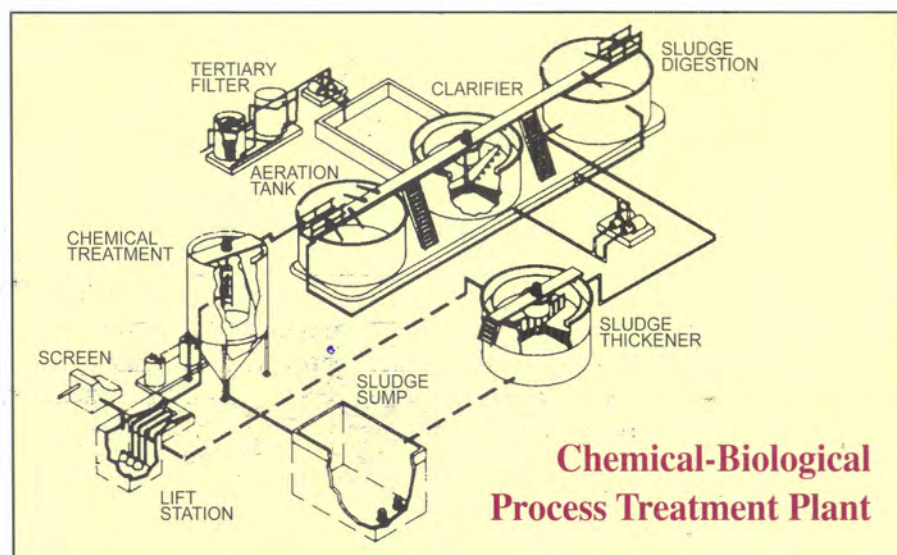 TERTIARY
FILTER
CLARIFIER
SLUDGE
DIGESTION
AERATION
TANK
CHEMICAL
TREATMENT
SCREEN
SLUDGE
SUMP
SLUDGE
THICKENER
LIFT
STATION
Chemical-Biological
Process Treatment Plant